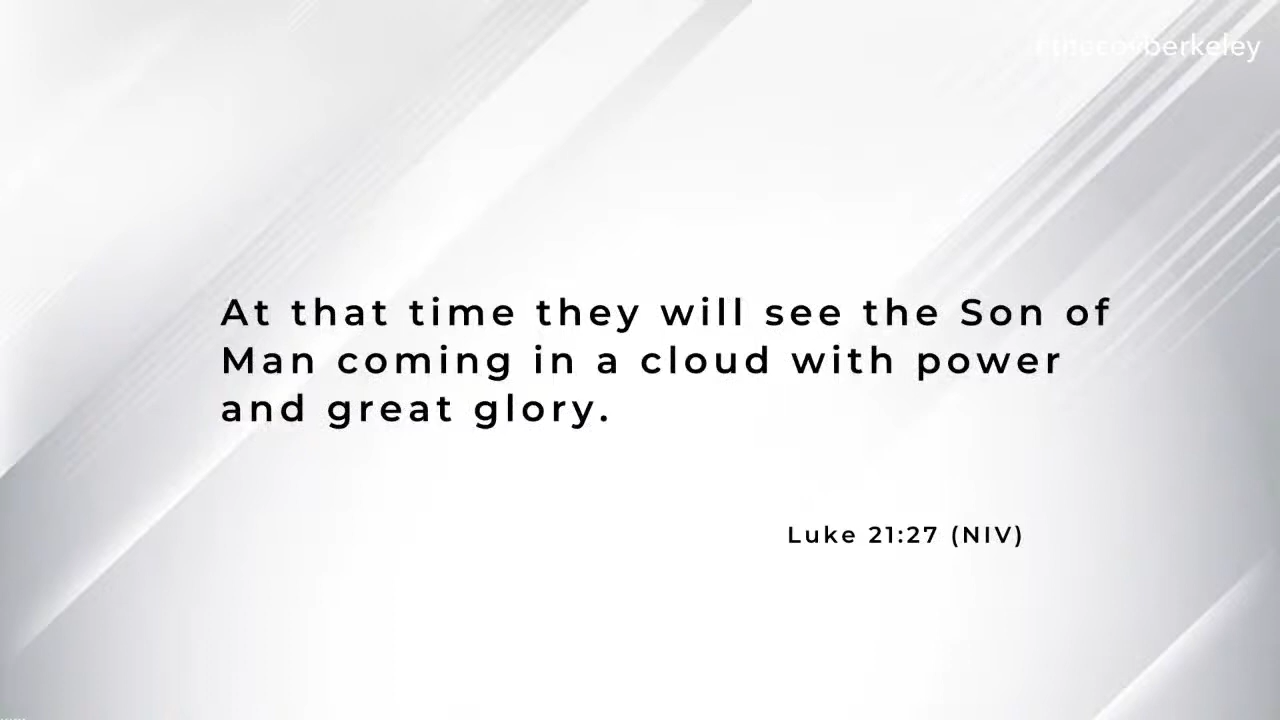 At that time they will see the Son of
Man coming in a cloud with power
and great glory.
Luke 21:27 (NIV)